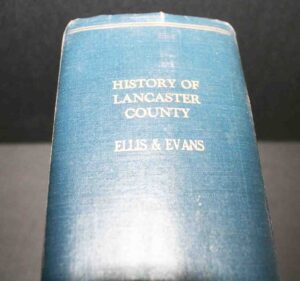 HISTORY OF
LANCASTER
COUNTY
ELLIS & EVANS